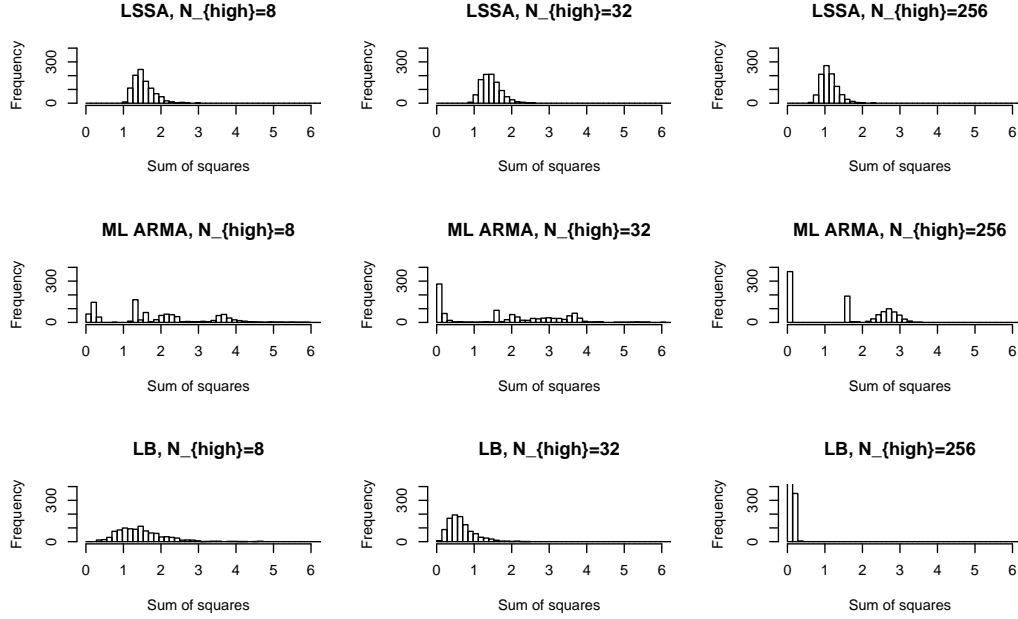 LSSA, N_{high}=8
Frequency
0 300
0 1 2 3 4 5 6
Sum of squares
LSSA, N_{high}=32
Frequency
0 300
0 1 2 3 4 5 6
Sum of squares
LSSA, N_{high}=256
Frequency
0 300
0 1 2 3 4 5 6
Sum of squares
ML ARMA, N_{high}=8
Frequency
0 300
0 1 2 3 4 5 6
Sum of squares
ML ARMA, N_{high}=32
Frequency
0 300
0 1 2 3 4 5 6
Sum of squares
ML ARMA, N_{high}=256
Frequency
0 300
0 1 2 3 4 5 6
Sum of squares
LB, N_{high}=8
Frequency
0 300
0 1 2 3 4 5 6
Sum of squares
LB, N_{high}=32
Frequency
0 300
0 1 2 3 4 5 6
Sum of squares
LB, N_{high}=256
Frequency
0 300
0 1 2 3 4 5 6
Sum of squares